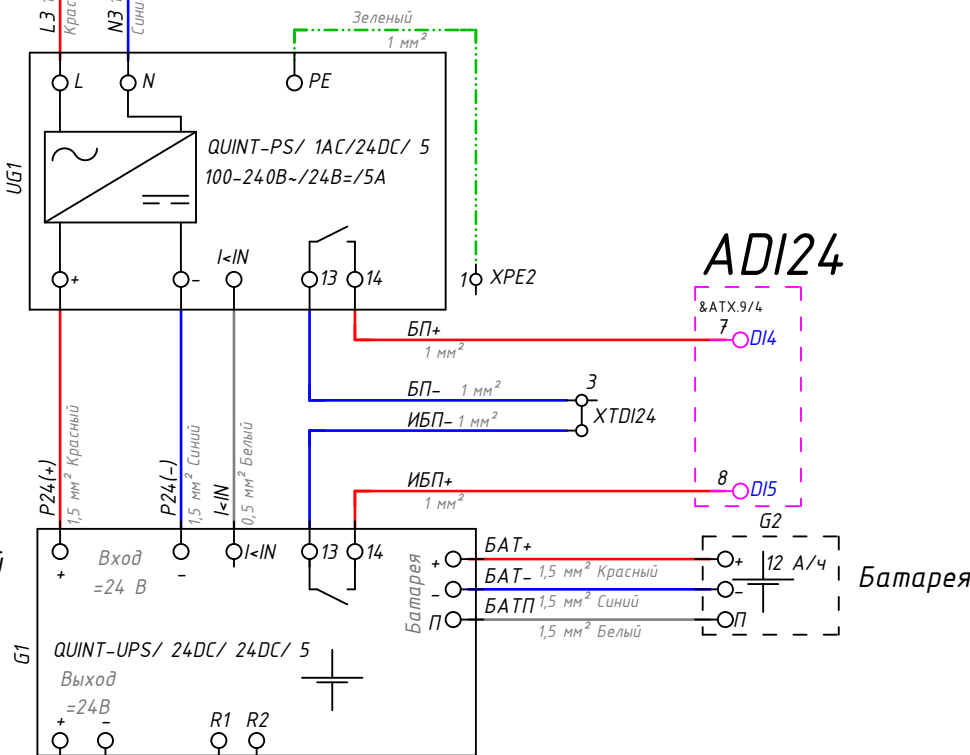 L3
Крас
N3
Сини
Зеленый
1 мм²
L
N
PE
UG1
QUINT-PS/ 1AC/24DC/ 5
100-240В~/24В=/5А
I<IN
+
-
13
14
1
XPE2
ADI24
&ATX.9/4
7
DI4
БП+
1 мм²
БП-
1 мм²
3
XTDI24
ИБП-
1 мм²
ИБП+
1 мм²
8
DI5
P24(+)
1,5 мм² Красный
P24(-)
1,5 мм² Синий
I<IN
0,5 мм² Белый
G1
+
Вход
=24 В
-
I<IN
13
14
Батарея
+
-
П
БАТ+
1,5 мм² Красный
БАТ-
1,5 мм² Синий
БАТП
1,5 мм² Белый
G2
+
12 А/ч
-
П
Батарея
QUINT-UPS/ 24DC/ 24DC/ 5
Выход
=24В
+
-
R1
R2